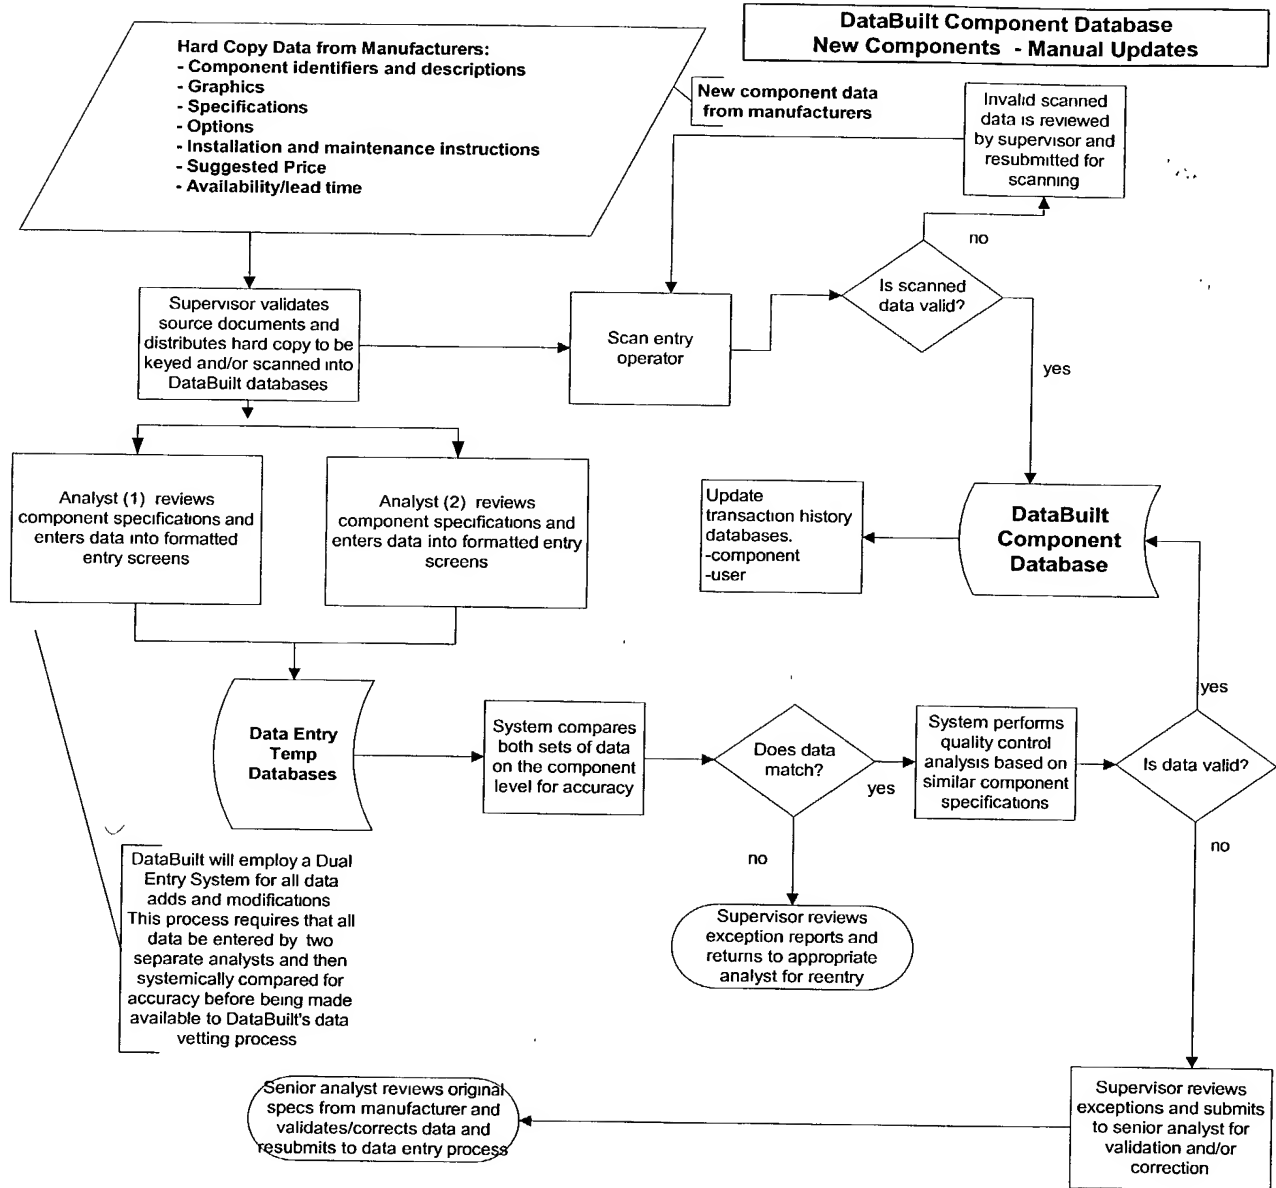 DataBuilt Component Database
New Components - Manual Updates
Hard Copy Data from Manufacturers:
- Component identifiers and descriptions
- Graphics
- Specifications
- Options
- Installation and maintenance instructions
- Suggested Price
- Availability/lead time
New component data
from manufacturers
Invalid scanned
data is reviewed
by supervisor and
resubmitted for
scanning
no
Is scanned
data valid?
yes
Supervisor validates
source documents and
distributes hard copy to be
keyed and/or scanned into
DataBuilt databases
Scan entry
operator
Analyst (1) reviews
component specifications and
enters data into formatted
entry screens
Analyst (2) reviews
component specifications and
enters data into formatted entry
screens
Update
transaction history
databases.
-component
-user
DataBuilt
Component
Database
Data Entry
Temp
Databases
System compares
both sets of data
on the component
level for accuracy
Does data
match?
yes
no
System performs
quality control
analysis based on
similar component
specifications
Is data valid?
yes
no
Supervisor reviews
exception reports and
returns to appropriate
analyst for reentry
DataBuilt will employ a Dual
Entry System for all data
adds and modifications
This process requires that all
data be entered by two
separate analysts and then
systemically compared for
accuracy before being made
available to DataBuilt's data
vetting process
Senior analyst reviews original
specs from manufacturer and
validates/corrects data and
resubmits to data entry process
Supervisor reviews
exceptions and submits
to senior analyst for
validation and/or
correction